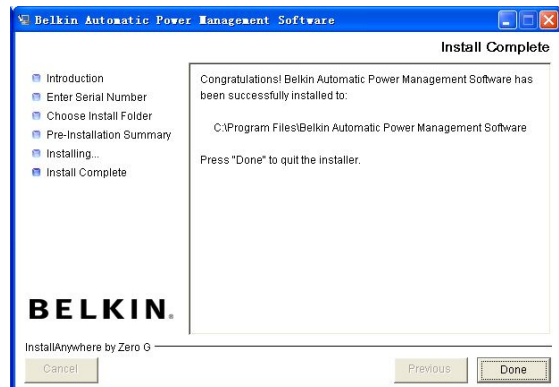 Belkin Automatic Power Management Software
Install Complete
Introduction
Enter Serial Number
Choose Install Folder
Pre-Installation Summary
Installing...
Install Complete
Congratulations! Belkin Automatic Power Management Software has
been successfully installed to:
C:\Program Files\Belkin Automatic Power Management Software
Press "Done" to quit the installer.
BELKIN.
InstallAnywhere by Zero G
Cancel
Previous
Done